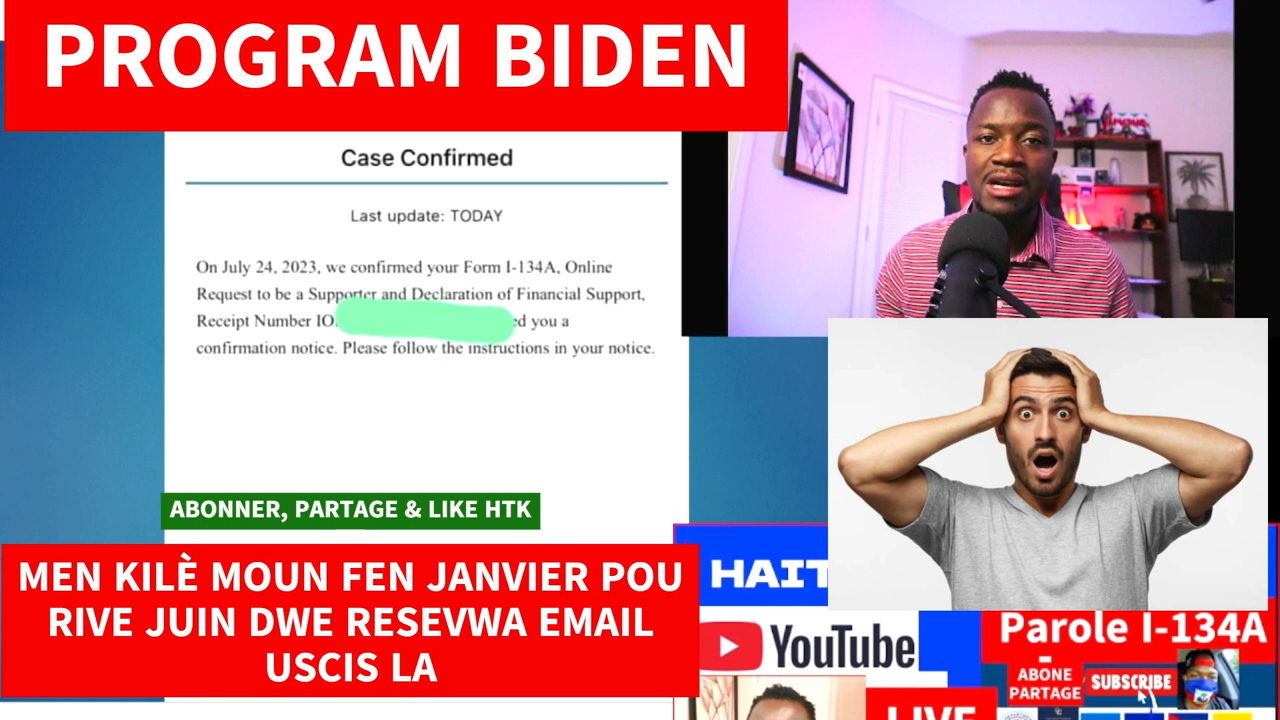 PROGRAM BIDEN
Case Confirmed
Last update: TODAY
On July 24, 2023, we confirmed your Form I-134A, Online
Request to be a Supporter and Declaration of Financial Support,
Receipt Number IO
ed you a
confirmation notice. Please follow the instructions in your notice.
ABONNER, PARTAGE & LIKE HTK
MEN KILÈ MOUN FEN JANVIER POU
RIVE JUIN DWE RESEVWA EMAIL
USCIS LA
HAIT
YouTube
Parole I-134A
ABONE
PARTAGE
SUBSCRIBE
LIVE